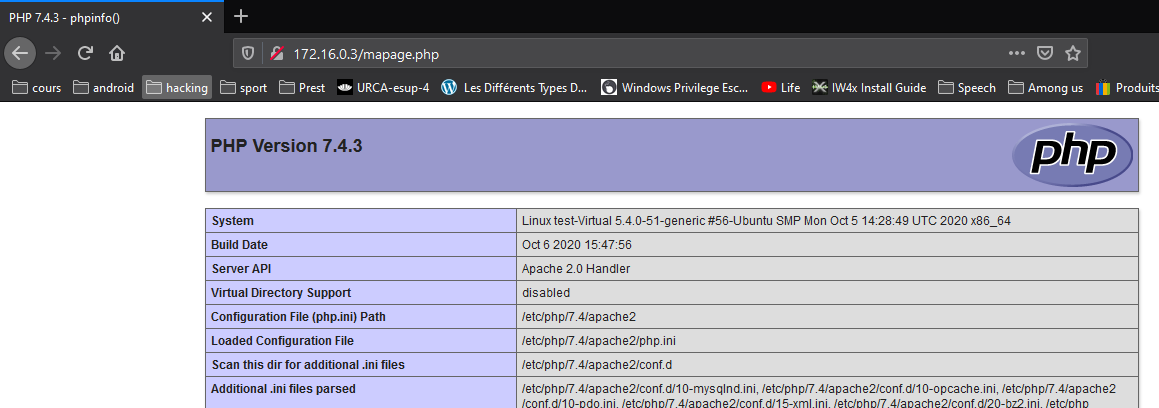 PHP 7.4.3 - phpinfo()
172.16.0.3/mapage.php
cours android hacking sport Prest URCA-esup-4 Les Différents Types D... Windows Privilege Esc... Life IW4x Install Guide Speech Among us Produits
PHP Version 7.4.3
php
System Linux test-Virtual 5.4.0-51-generic #56-Ubuntu SMP Mon Oct 5 14:28:49 UTC 2020 x86_64
Build Date Oct 6 2020 15:47:56
Server API Apache 2.0 Handler
Virtual Directory Support disabled
Configuration File (php.ini) Path /etc/php/7.4/apache2
Loaded Configuration File /etc/php/7.4/apache2/php.ini
Scan this dir for additional .ini files /etc/php/7.4/apache2/conf.d
Additional .ini files parsed /etc/php/7.4/apache2/conf.d/10-mysqlnd.ini, /etc/php/7.4/apache2/conf.d/10-opcache.ini, /etc/php/7.4/apache2
/conf.d/10-pdo.ini, /etc/php/7.4/apache2/conf.d/15-xml.ini, /etc/php/7.4/apache2/conf.d/20-bz2.ini, /etc/php